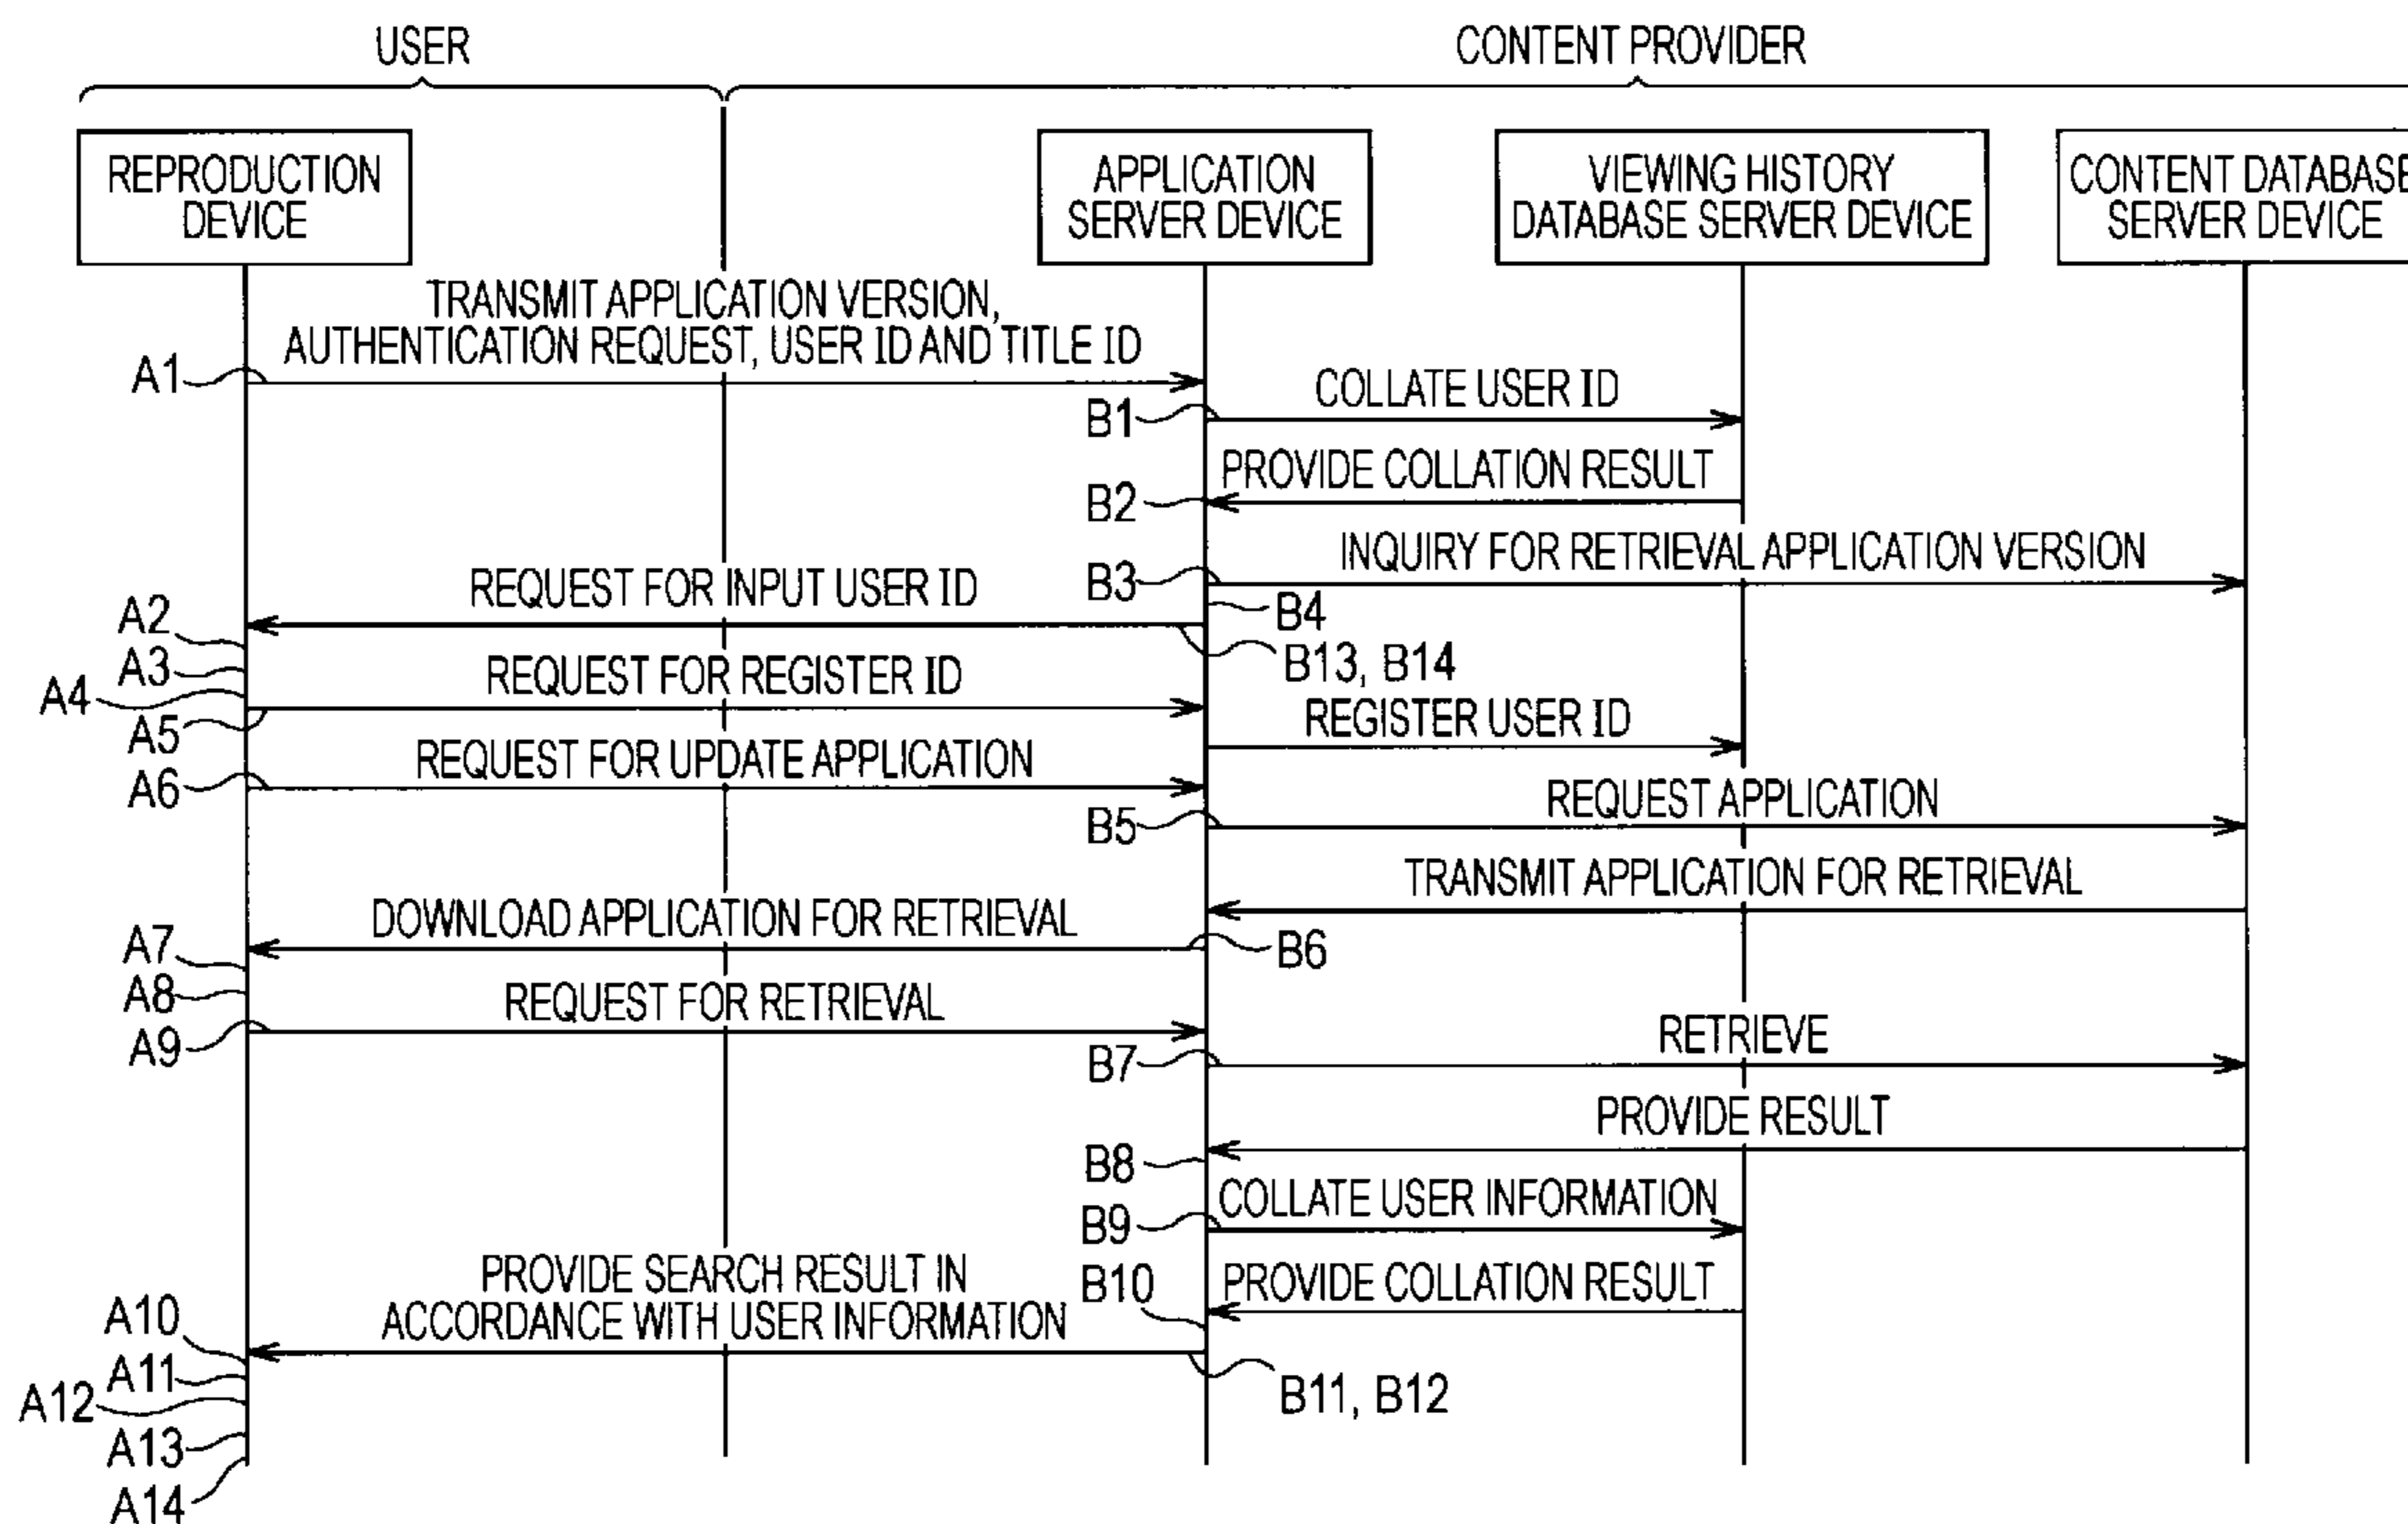 USER
CONTENT PROVIDER
REPRODUCTION
DEVICE
APPLICATION
SERVER DEVICE
VIEWING HISTORY
DATABASE SERVER DEVICE
CONTENT DATABASE
SERVER DEVICE
TRANSMIT APPLICATION VERSION,
AUTHENTICATION REQUEST, USER ID AND TITLE ID
A1
COLLATE USER ID
B1
PROVIDE COLLATION RESULT
B2
INQUIRY FOR RETRIEVAL APPLICATION VERSION
B3
REQUEST FOR INPUT USER ID
B4
A2
B13, B14
A3
REQUEST FOR REGISTER ID
A4
A5
REGISTER USER ID
REQUEST FOR UPDATE APPLICATION
A6
REQUEST APPLICATION
B5
TRANSMIT APPLICATION FOR RETRIEVAL
DOWNLOAD APPLICATION FOR RETRIEVAL
A7
B6
A8
REQUEST FOR RETRIEVAL
A9
RETRIEVE
B7
PROVIDE RESULT
B8
COLLATE USER INFORMATION
B9
PROVIDE SEARCH RESULT IN
ACCORDANCE WITH USER INFORMATION
B10
PROVIDE COLLATION RESULT
A10
A11
B11, B12
A12
A13
A14